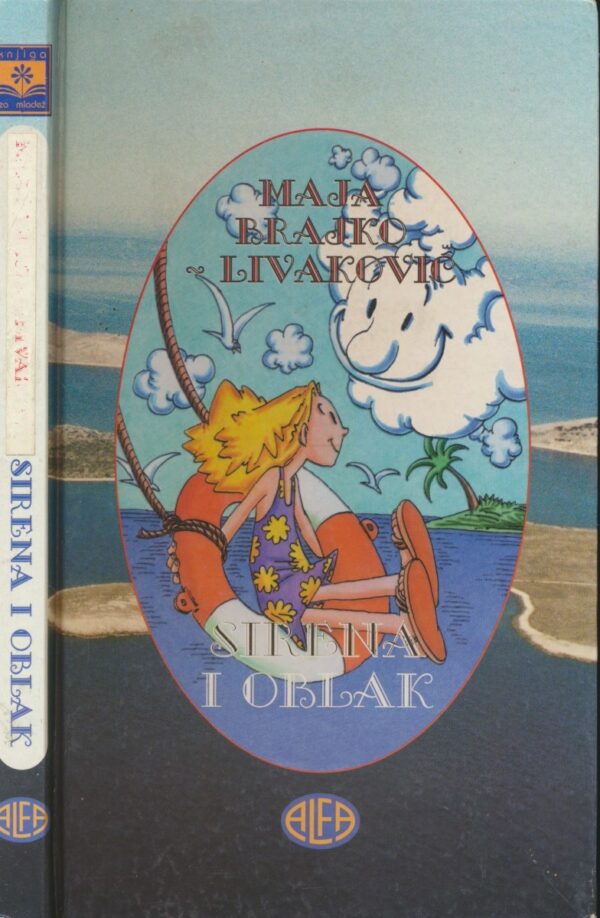 knjiga
za mladež
SIRENA I OBLAK
ALFA
MAJA
BRAJKO
LIVAKOVIĆ
SIRENA
I OBLAK
ALFA